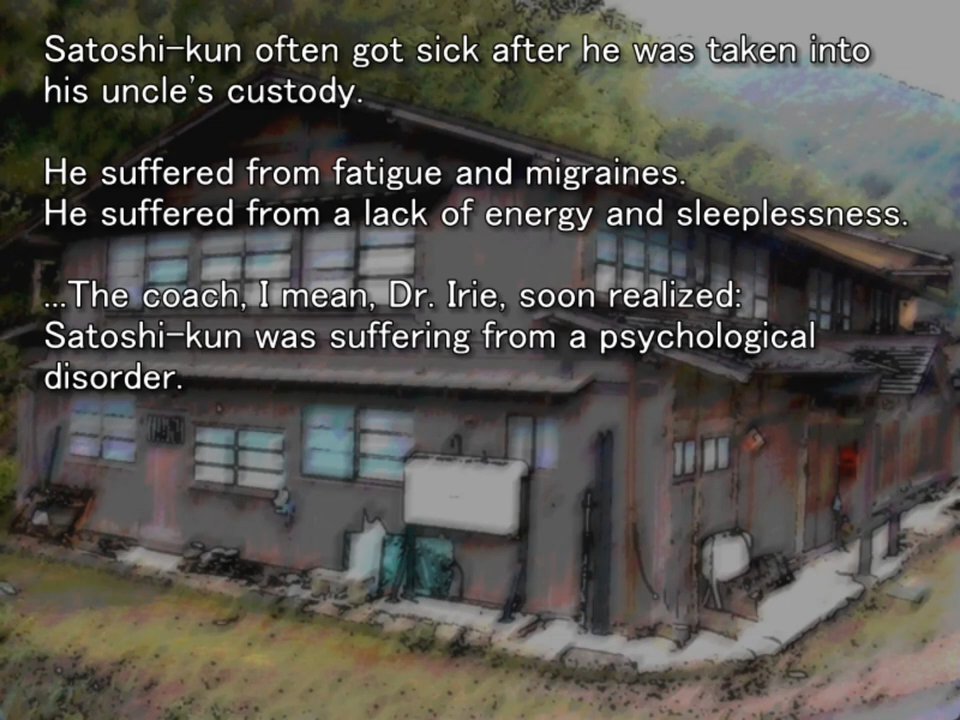 Satoshi-kun often got sick after he was taken into
his uncle's custody.
He suffered from fatigue and migraines.
He suffered from a lack of energy and sleeplessness.
...The coach, I mean, Dr. Irie, soon realized:
Satoshi-kun was suffering from a psychological
disorder.